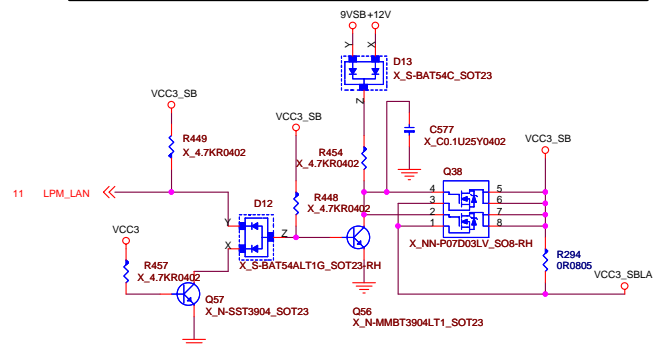 9VSB+12V
Y X
D13
X_S-BAT54C_SOT23
Z
VCC3_SB
VCC3_SB
C577
X_C0.1U25Y0402
VCC3_SB
R449
X_4.7KR0402
R454
X_4.7KR0402
Q38
11 LPM_LAN
R448
X_4.7KR0402
4 5
3 6
2 7
1 8
D12
Y
X
Z
VCC3
X_NN-P07D03LV_SO8-RH
X_S-BAT54ALT1G_SOT23-RH
R294
0R0805
R457
X_4.7KR0402
VCC3_SBLA
Q57
X_N-SST3904_SOT23
Q56
X_N-MMBT3904LT1_SOT23